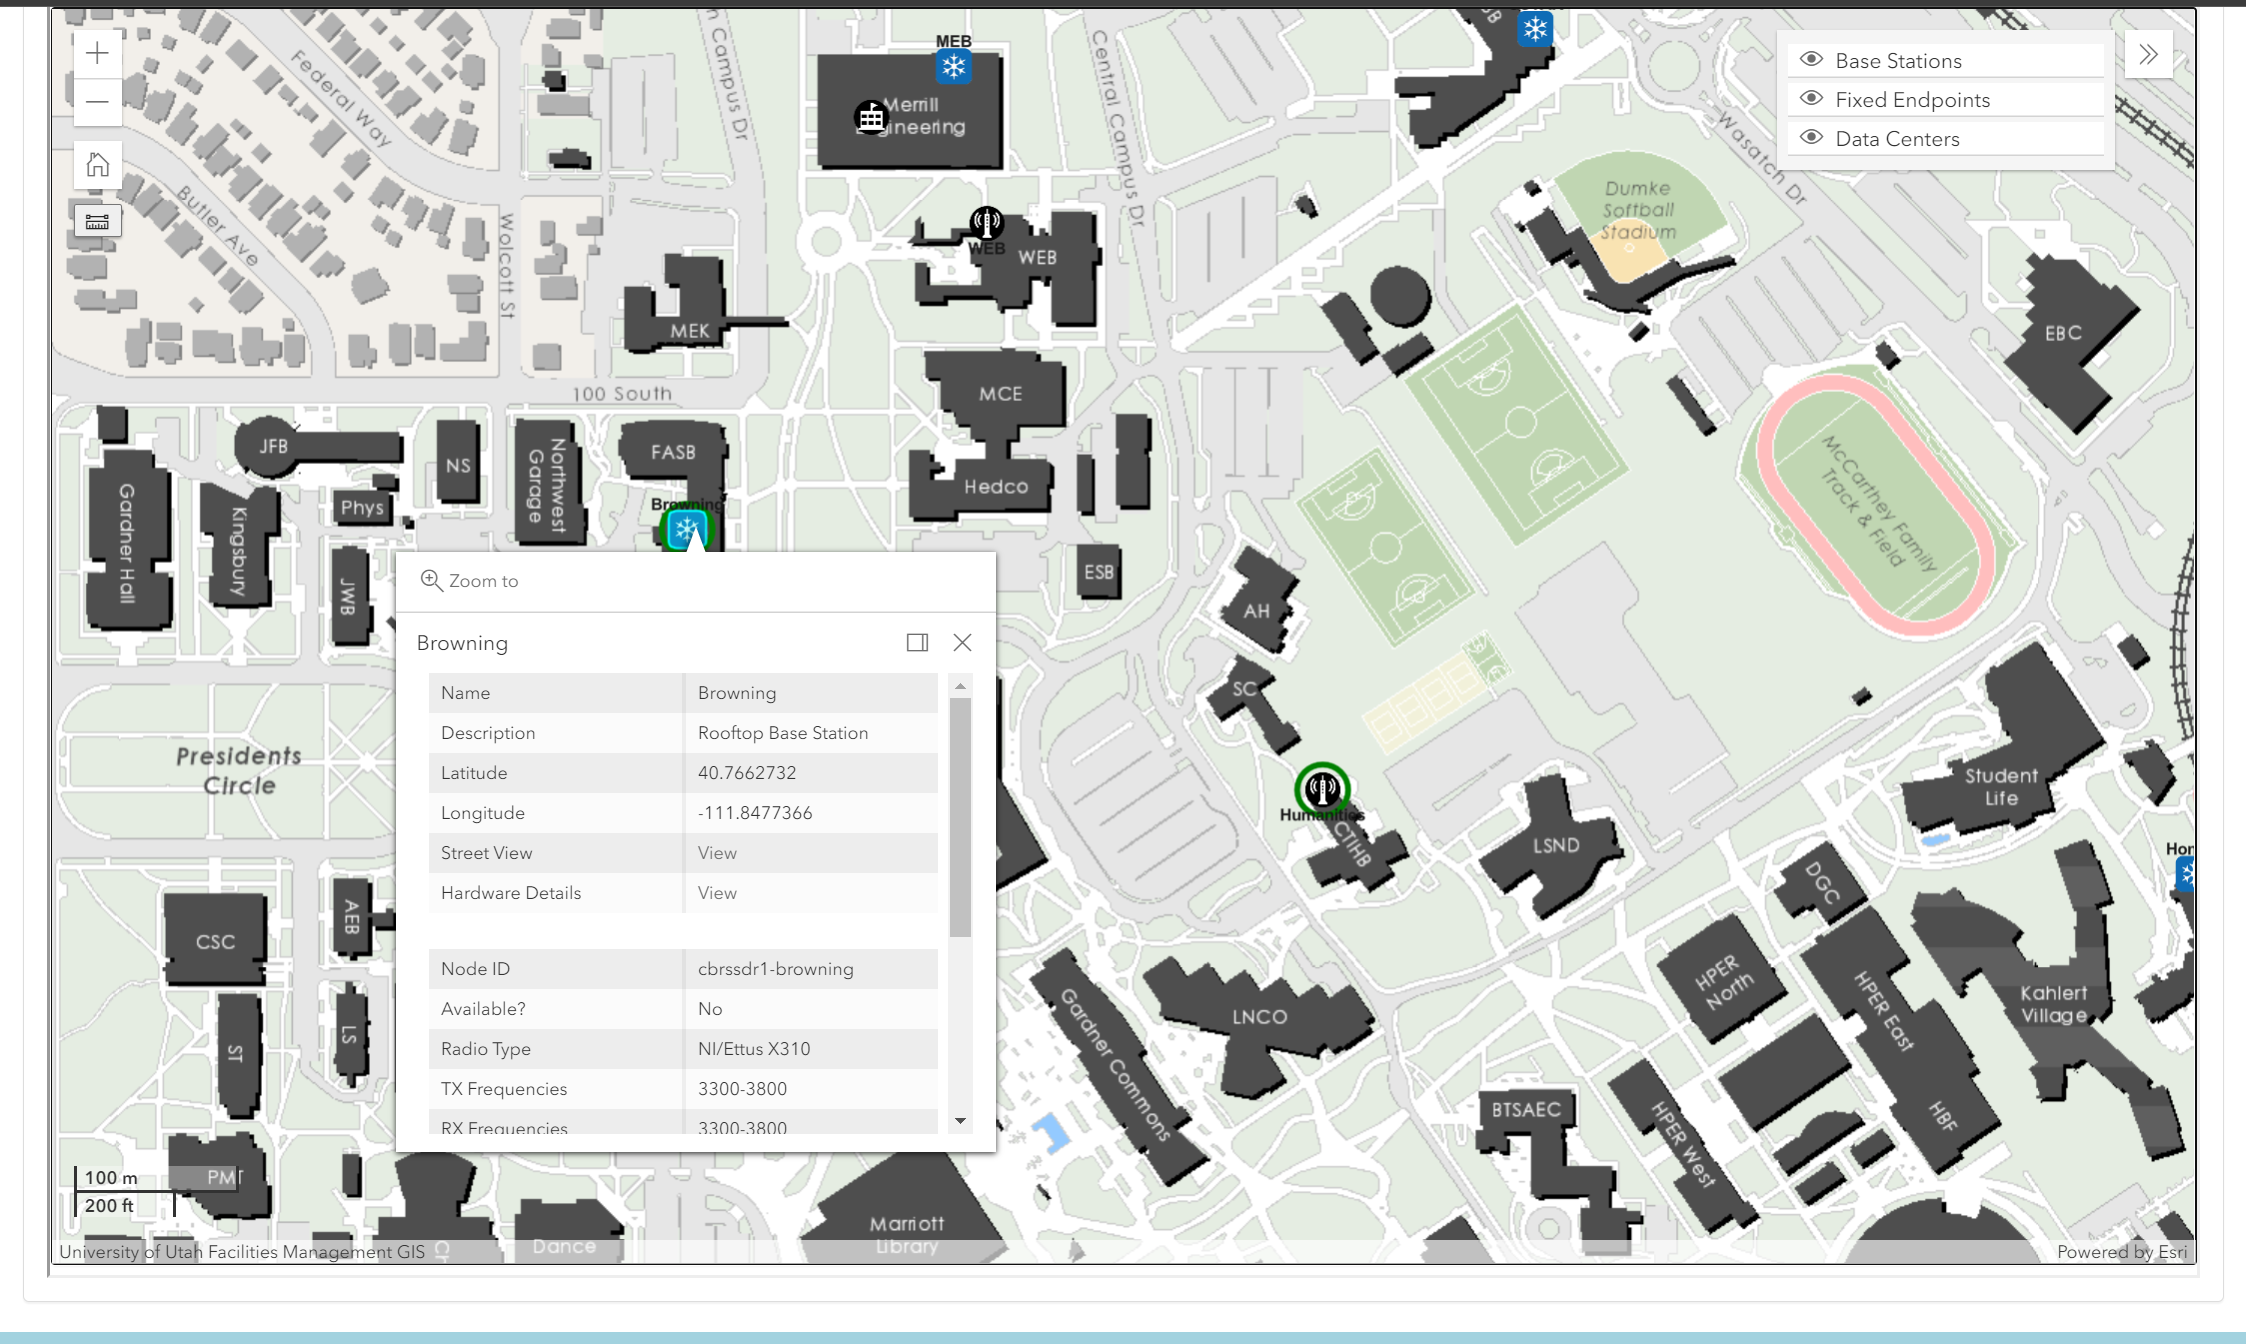 MEB
Merrill
Engineering
Base Stations
Fixed Endpoints
Data Centers
Federal Way
Butler Ave
Wolcott St
Campus Dr
Central Campus Dr
Wasatch Dr
Dumke
Softball
Stadium
WEB
WEB
MEK
EBC
100 South
MCE
JFB
NS
Northwest
Garage
FASB
Gardner Hall
Kingsbury
Phys
Hedco
Browning
McCarthey Family
Track & Field
JWB
ESB
AH
SC
Zoom to
Browning
Name Browning
Description Rooftop Base Station
Latitude 40.7662732
Longitude -111.8477366
Street View View
Hardware Details View
Node ID cbrssdr1-browning
Available? No
Radio Type NI/Ettus X310
TX Frequencies 3300-3800
RX Frequencies 3300-3800
Presidents
Circle
Humanities
CTIHB
LSND
Student
Life
Hon
DGC
CSC
AEB
HPER
North
HPER East
Kahlert
Village
LNCO
Gardner Commons
ST
LS
BTSAEC
HPER West
HBF
PMT
100 m
200 ft
Marriott
Library
Dance
University of Utah Facilities Management GIS
Powered by Esri